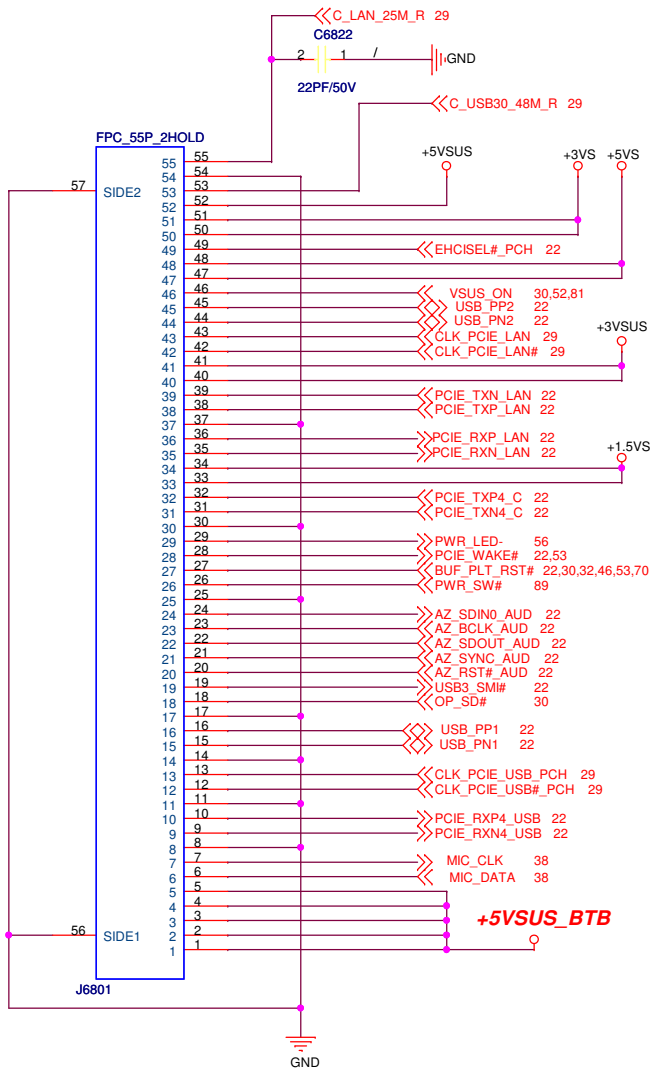 C_LAN_25M_R 29
C6822
2 1 /
GND
22PF/50V
C_USB30_48M_R 29
FPC_55P_2HOLD
+5VSUS +3VS +5VS
57 SIDE2
55 55
54 54
53 53
52 52
51 51
50 50
49 49 EHCISEL#_PCH 22
48 48
47 47
46 46 VSUS_ON 30,52,81
45 45 USB_PP2 22
44 44 USB_PN2 22
43 43 CLK_PCIE_LAN 29
42 42 CLK_PCIE_LAN# 29
+3VSUS
41 41
40 40
39 39 PCIE_TXN_LAN 22
38 38 PCIE_TXP_LAN 22
37 37
36 36 PCIE_RXP_LAN 22
35 35 PCIE_RXN_LAN 22
+1.5VS
34 34
33 33
32 32 PCIE_TXP4_C 22
31 31 PCIE_TXN4_C 22
30 30
29 29 PWR_LED- 56
28 28 PCIE_WAKE# 22,53
27 27 BUF_PLT_RST# 22,30,32,46,53,70
26 26 PWR_SW# 89
25 25
24 24 AZ_SDIN0_AUD 22
23 23 AZ_BCLK_AUD 22
22 22 AZ_SDOUT_AUD 22
21 21 AZ_SYNC_AUD 22
20 20 AZ_RST#_AUD 22
19 19 USB3_SMI# 22
18 18 OP_SD# 30
17 17
16 16 USB_PP1 22
15 15 USB_PN1 22
14 14
13 13 CLK_PCIE_USB_PCH 29
12 12 CLK_PCIE_USB#_PCH 29
11 11
10 10 PCIE_RXP4_USB 22
9 9 PCIE_RXN4_USB 22
8 8
7 7 MIC_CLK 38
6 6 MIC_DATA 38
5 5
4 4
3 3
+5VSUS_BTB
56 SIDE1
2 2
1 1
J6801
GND